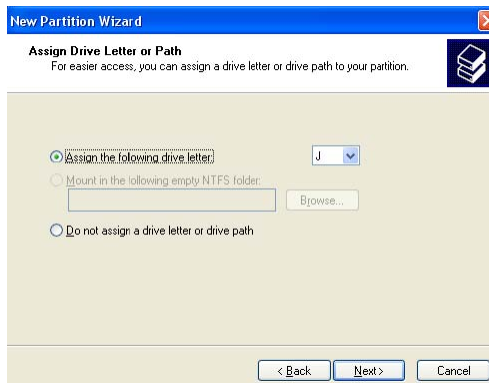 New Partition Wizard
Assign Drive Letter or Path
For easier access, you can assign a drive letter or drive path to your partition.
Assign the following drive letter:
J
Mount in the following empty NTFS folder:
Browse...
Do not assign a drive letter or drive path
< Back
Next >
Cancel